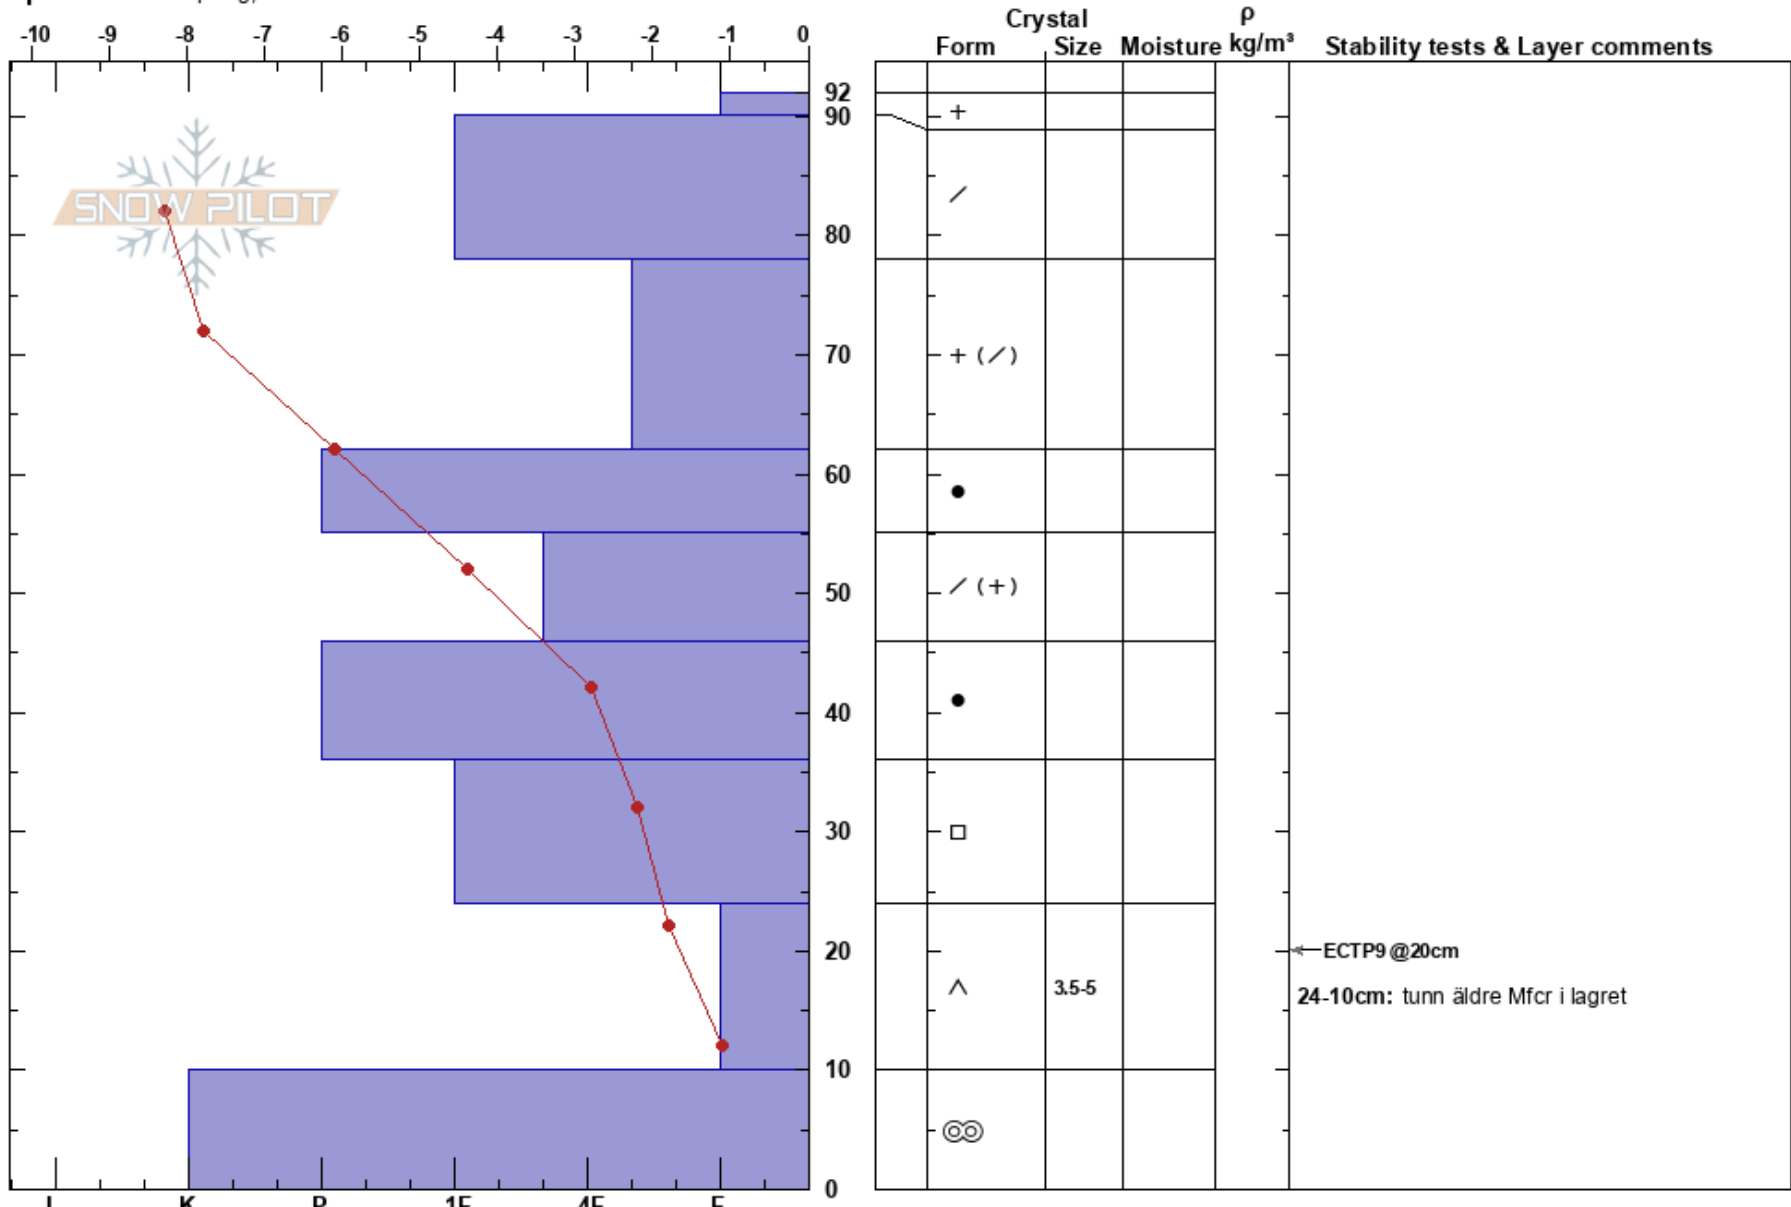 Crystal ρ
-10 -9 -8 -7 -6 -5 -4 -3 -2 -1 0
Form Size Moisture kg/m³ Stability tests & Layer comments
92
+
90
SNOW PILOT
/
80
70
+ (/)
60
●
/ (+)
50
●
40
30
□
20
ECTP9 @20cm
∧ 3.5-5
24-10cm: tunn äldre Mfcr i lagret
10
0
I K P 1F 4F F